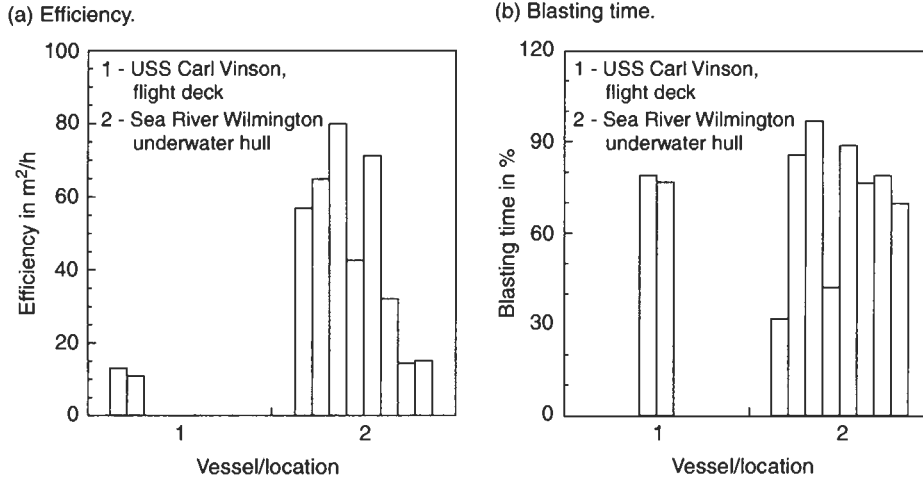 (a) Efficiency.
100
80
60
40
20
0
Efficiency in m²/h
1 - USS Carl Vinson,
flight deck
2 - Sea River Wilmington
underwater hull
1
2
Vessel/location
(b) Blasting time.
120
90
60
30
0
Blasting time in %
1 - USS Carl Vinson,
flight deck
2 - Sea River Wilmington
underwater hull
1
2
Vessel/location